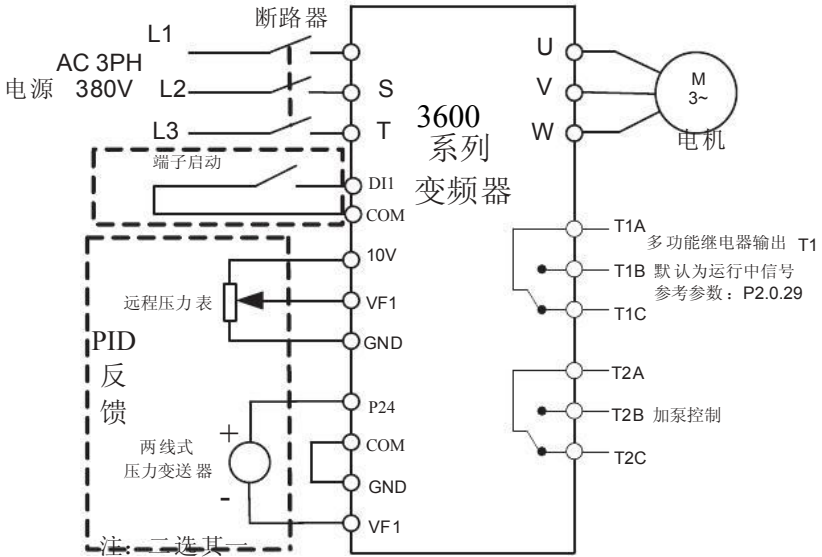 断路器
L1
AC 3PH
电源 380V
L2
L3
S
T
U
V
W
M
3~
电机
3600
系列
变频器
端子启动
DI1
COM
10V
远程压力表
VF1
GND
PID
反
馈
P24
+
两线式
压力变送器
COM
GND
-
VF1
注：二选其一
T1A
多功能继电器输出 T1
T1B 默认为运行中信号
参考参数：P2.0.29
T1C
T2A
T2B 加泵控制
T2C